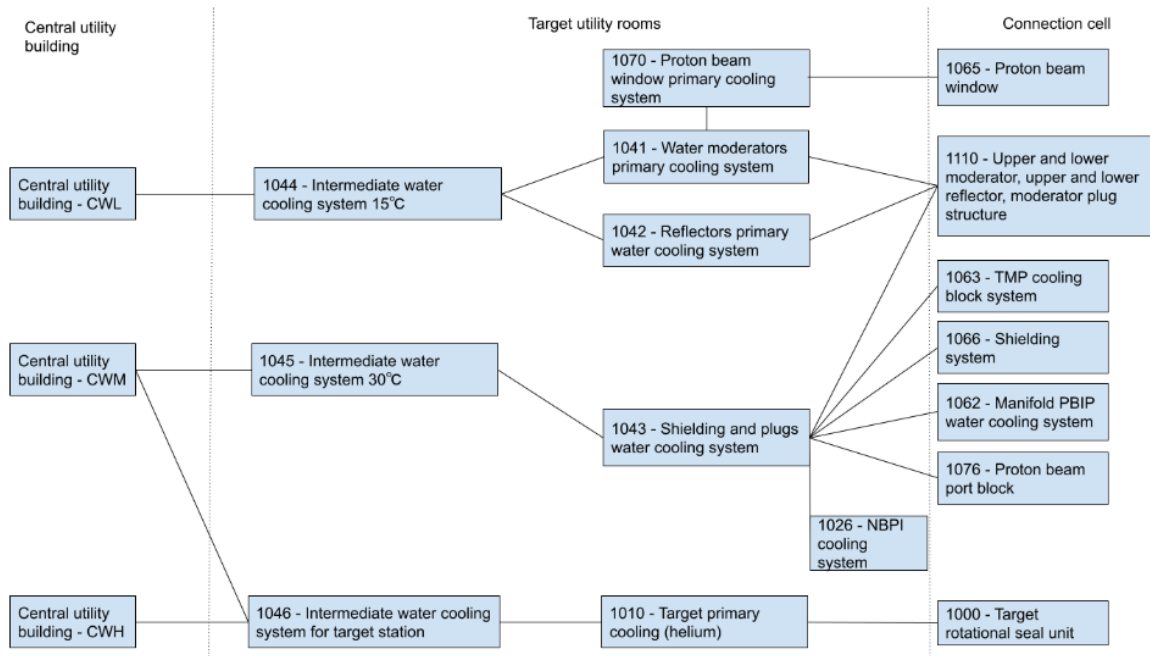 Central utility
building
Target utility rooms
Connection cell
1070 - Proton beam
window primary cooling
system
1065 - Proton beam
window
1041 - Water moderators
primary cooling system
1110 - Upper and lower
moderator, upper and lower
reflector, moderator plug
structure
Central utility
building - CWL
1044 - Intermediate water
cooling system 15℃
1042 - Reflectors primary
water cooling system
1063 - TMP cooling
block system
1066 - Shielding
system
Central utility
building - CWM
1045 - Intermediate water
cooling system 30℃
1062 - Manifold PBIP
water cooling system
1043 - Shielding and plugs
water cooling system
1076 - Proton beam
port block
1026 - NBPI
cooling
system
Central utility
building - CWH
1046 - Intermediate water cooling
system for target station
1010 - Target primary
cooling (helium)
1000 - Target
rotational seal unit